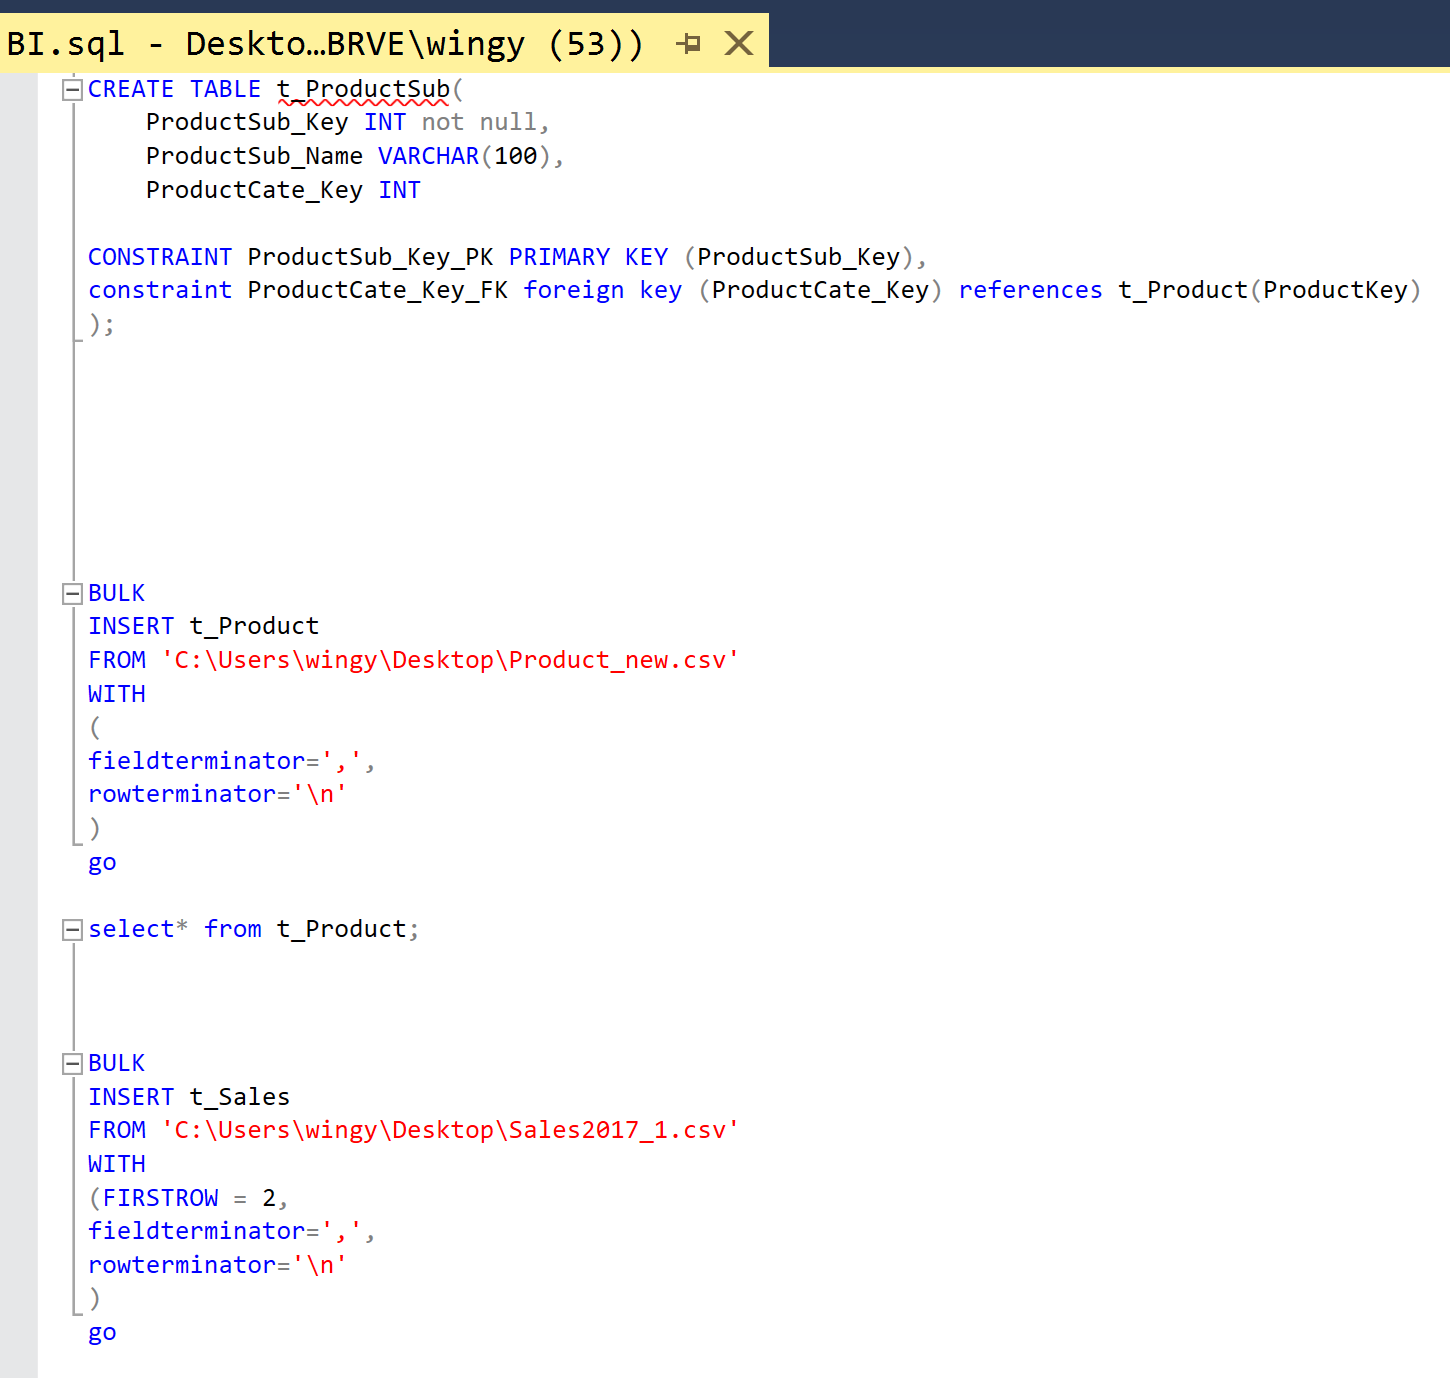 BI.sql - Deskto...BRVE\wingy (53))
CREATE TABLE t_ProductSub(
    ProductSub_Key INT not null,
    ProductSub_Name VARCHAR(100),
    ProductCate_Key INT
CONSTRAINT ProductSub_Key_PK PRIMARY KEY (ProductSub_Key),
constraint ProductCate_Key_FK foreign key (ProductCate_Key) references t_Product(ProductKey)
);
BULK
INSERT t_Product
FROM 'C:\Users\wingy\Desktop\Product_new.csv'
WITH
(
fieldterminator=',',
rowterminator='\n'
)
go
select* from t_Product;
BULK
INSERT t_Sales
FROM 'C:\Users\wingy\Desktop\Sales2017_1.csv'
WITH
(FIRSTROW = 2,
fieldterminator=',',
rowterminator='\n'
)
go